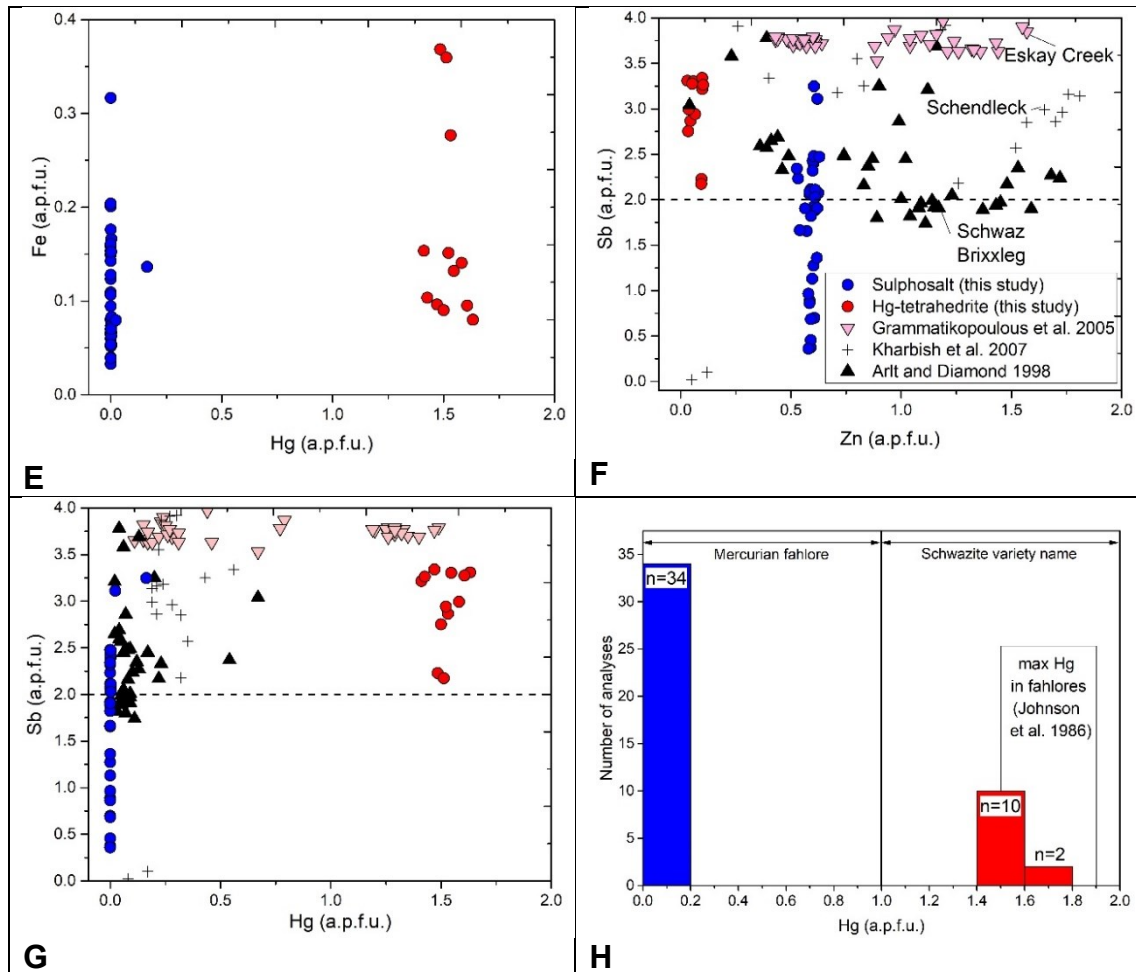 0.4
0.3
0.2
0.1
0.0
Fe (a.p.f.u.)
0.0 0.5 1.0 1.5 2.0
Hg (a.p.f.u.)
E
4.0
3.5
3.0
2.5
2.0
1.5
1.0
0.5
0.0
Sb (a.p.f.u.)
Eskay Creek
Schendleck
Schwaz
Brixxleg
Sulphosalt (this study)
Hg-tetrahedrite (this study)
Grammatikopoulous et al. 2005
Kharbish et al. 2007
Arlt and Diamond 1998
0.0 0.5 1.0 1.5 2.0
Zn (a.p.f.u.)
F
4.0
3.5
3.0
2.5
2.0
1.5
1.0
0.5
0.0
Sb (a.p.f.u.)
0.0 0.5 1.0 1.5 2.0
Hg (a.p.f.u.)
G
35
30
25
20
15
10
5
0
Number of analyses
Mercurian fahlore
Schwazite variety name
n=34
max Hg
in fahlores
(Johnson
et al. 1986)
n=10
n=2
0.0 0.2 0.4 0.6 0.8 1.0 1.2 1.4 1.6 1.8 2.0
Hg (a.p.f.u.)
H